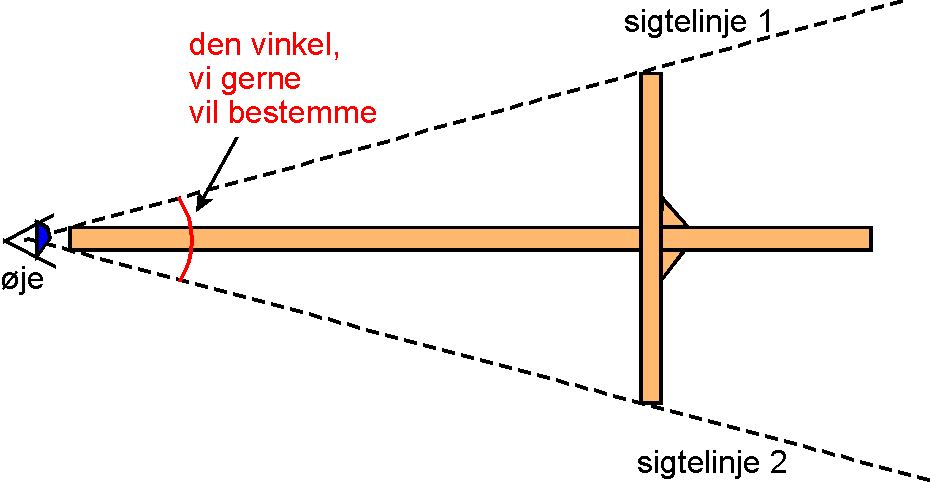 sigtelinje 1
den vinkel,
vi gerne
vil bestemme
øje
sigtelinje 2